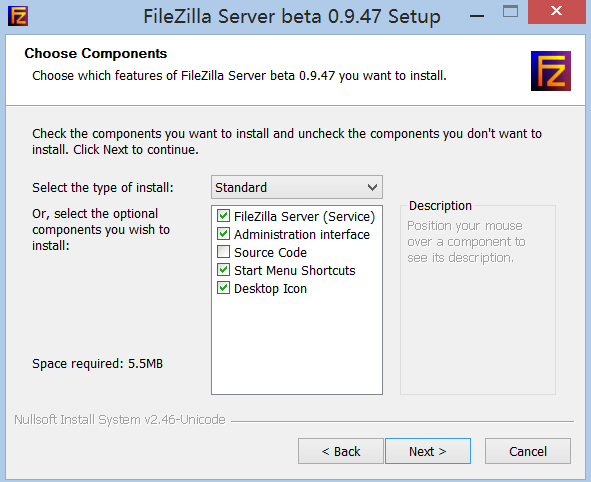 FileZilla Server beta 0.9.47 Setup
Choose Components
Choose which features of FileZilla Server beta 0.9.47 you want to install.
Check the components you want to install and uncheck the components you don't want to
install. Click Next to continue.
Select the type of install:
Standard
Or, select the optional
components you wish to
install:
FileZilla Server (Service)
Administration interface
Source Code
Start Menu Shortcuts
Desktop Icon
Description
Position your mouse
over a component to
see its description.
Space required: 5.5MB
Nullsoft Install System v2.46-Unicode
< Back
Next >
Cancel